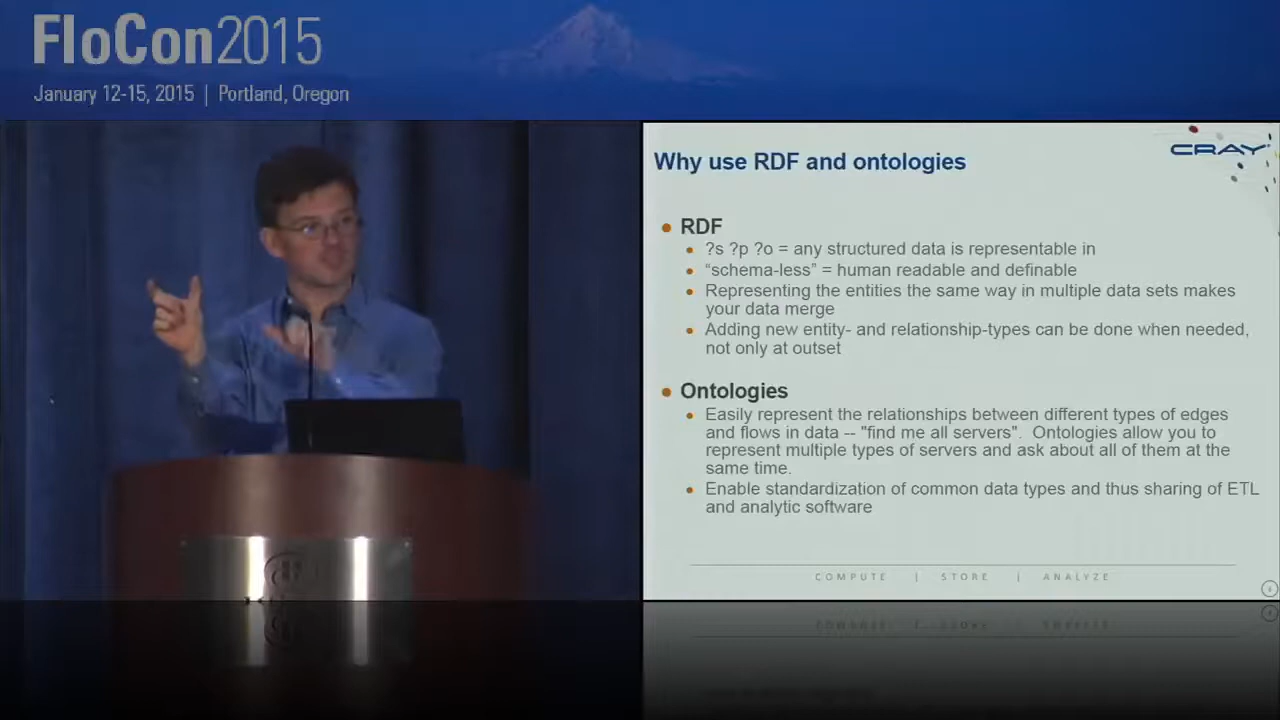 FloCon2015
January 12-15, 2015 | Portland, Oregon
CRAY
Why use RDF and ontologies
RDF
?s ?p ?o = any structured data is representable in
“schema-less” = human readable and definable
Representing the entities the same way in multiple data sets makes
your data merge
Adding new entity- and relationship-types can be done when needed,
not only at outset
Ontologies
Easily represent the relationships between different types of edges
and flows in data -- "find me all servers". Ontologies allow you to
represent multiple types of servers and ask about all of them at the
same time.
Enable standardization of common data types and thus sharing of ETL
and analytic software
COMPUTE | STORE | ANALYZE